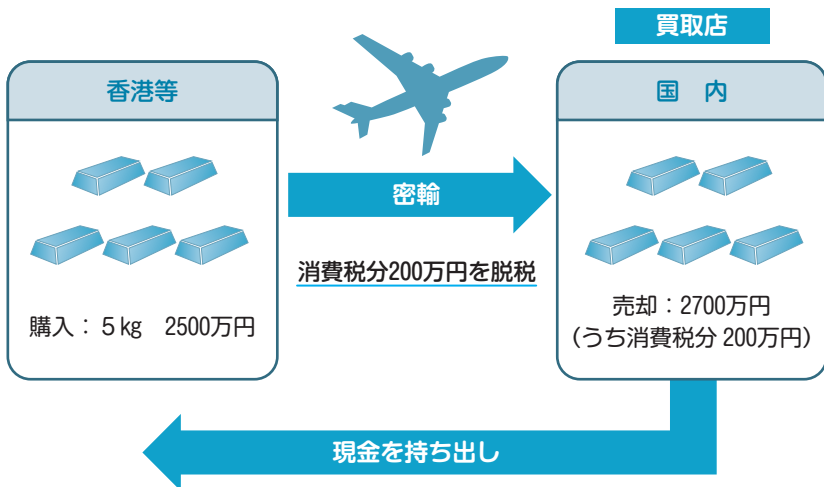 買取店
香港等
国　内
密輸
消費税分200万円を脱税
購入：５㎏　2500万円
売却：2700万円
（うち消費税分 200万円）
現金を持ち出し